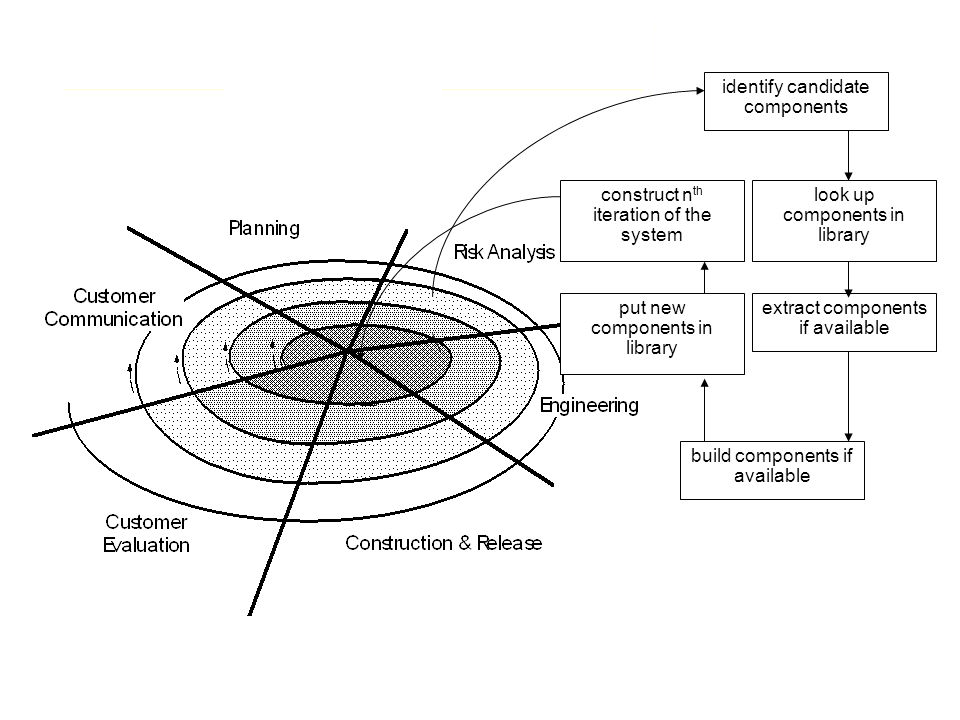 identify candidate
components
construct nth
iteration of the
system
look up
components in
library
Planning
Risk Analysis
Customer
Communication
put new
components in
library
extract components
if available
Engineering
build components if
available
Customer
Evaluation
Construction & Release